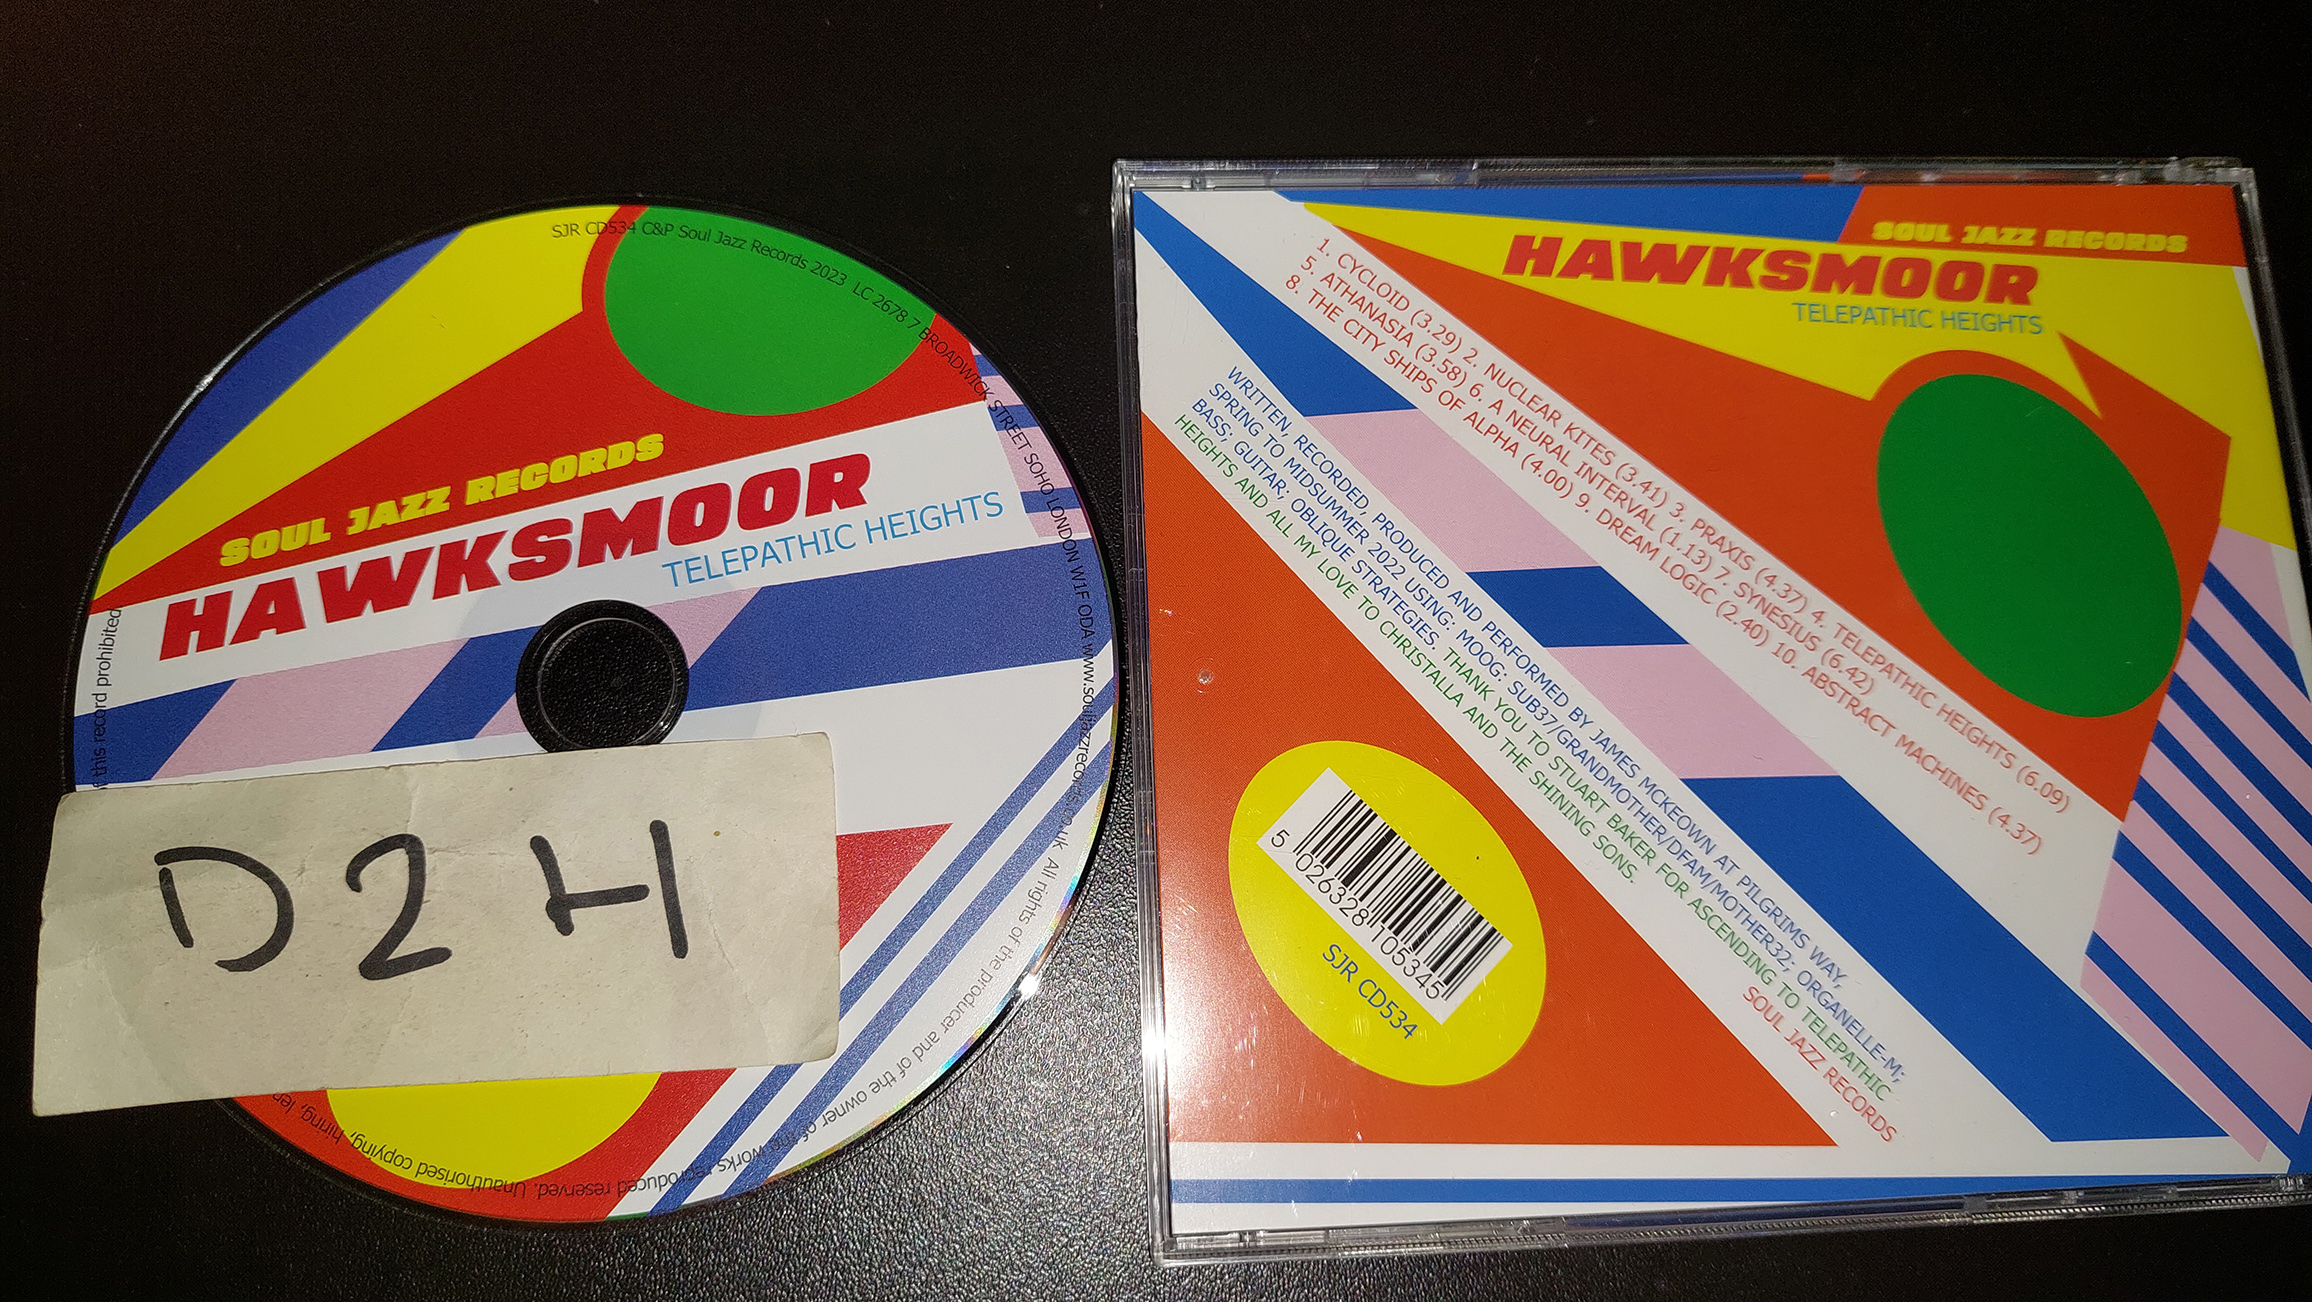 SJR CD534 C&P Soul Jazz Records 2023 LC 2678 7 BROADWICK STREET SOHO LONDON W1F 0DA www.souljazzrecords.co.uk All rights of the producer and of the owner of the works reproduced reserved. Unauthorised copying, hiring,
this record prohibited
SOUL JAZZ RECORDS
HAWKSMOOR
TELEPATHIC HEIGHTS
D2H
SOUL JAZZ RECORDS
HAWKSMOOR
TELEPATHIC HEIGHTS
1. CYCLOID (3.29) 2. NUCLEAR KITES (3.41) 3. PRAXIS (4.37) 4. TELEPATHIC HEIGHTS (6.09)
5. ATHANASIA (3.58) 6. A NEURAL INTERVAL (1.13) 7. SYNESIUS (6.42)
8. THE CITY SHIPS OF ALPHA (4.00) 9. DREAM LOGIC (2.40) 10. ABSTRACT MACHINES (4.37)
WRITTEN, RECORDED, PRODUCED AND PERFORMED BY JAMES MCKEOWN AT PILGRIMS WAY,
SPRING TO MIDSUMMER 2022 USING: MOOG: SUB37/GRANDMOTHER/DFAM/MOTHER32; ORGANELLE-M;
BASS; GUITAR; OBLIQUE STRATEGIES. THANK YOU TO STUART BAKER FOR ASCENDING TO TELEPATHIC
HEIGHTS AND ALL MY LOVE TO CHRISTALLA AND THE SHINING SONS.
SOUL JAZZ RECORDS
5 026328 105345
SJR CD534